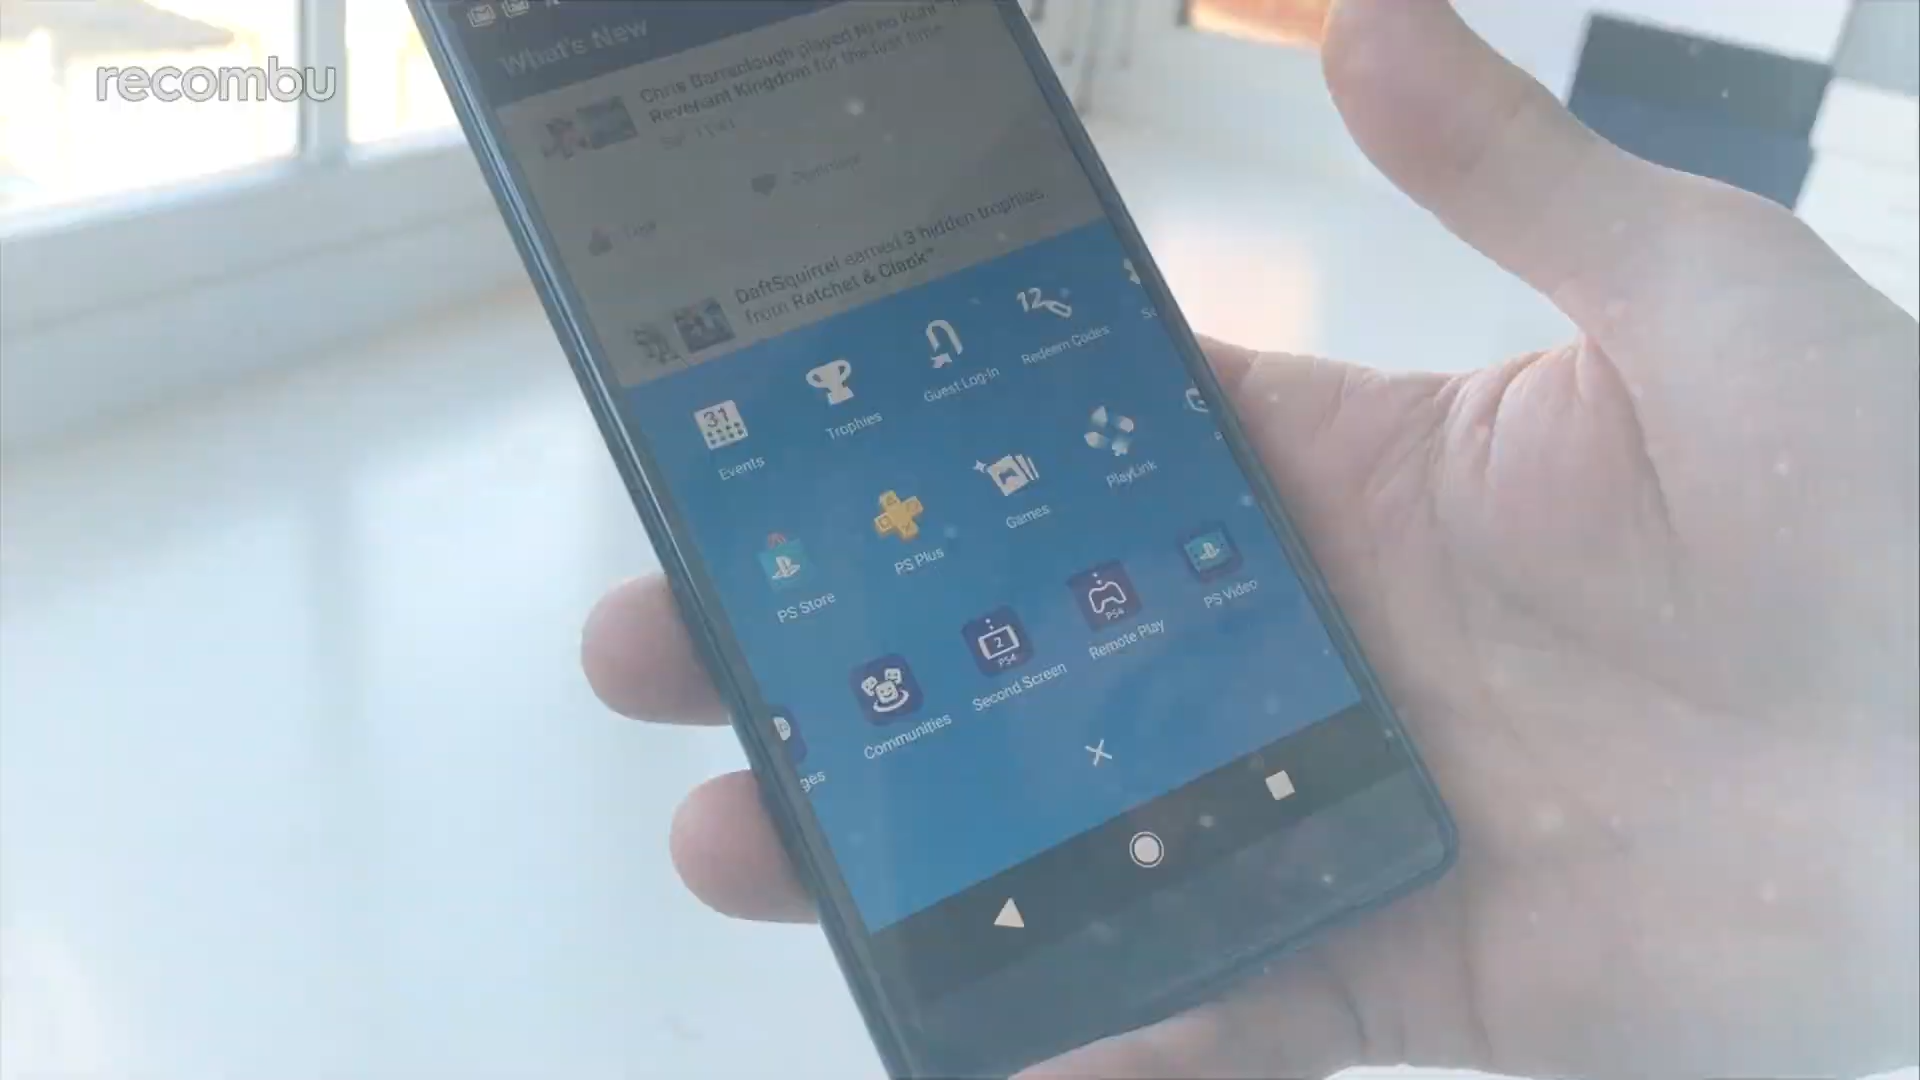 recombu
What's New
Chris Barraclough played Ni no Kuni
Revenant Kingdom for the first time
DaftSquirrel earned 3 hidden trophies
from Ratchet & Clank™
31
Events
Trophies
Guest Log-In
12
Redeem Codes
PS Store
PS Plus
Games
PlayLink
ges
Communities
2
PS4
Second Screen
PS4
Remote Play
PS Video